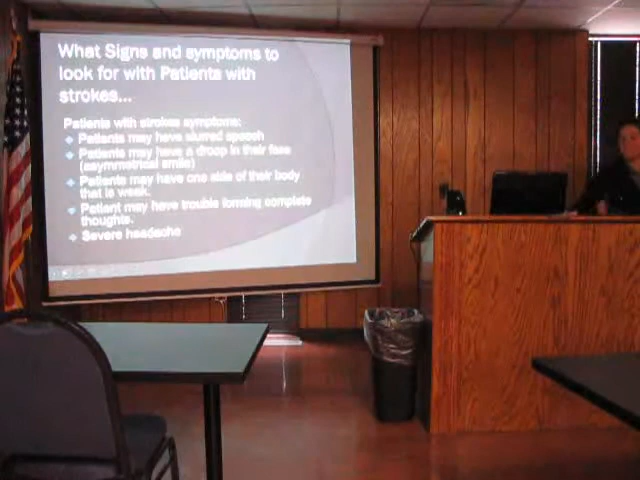 What Signs and symptoms to
look for with Patients with
strokes...
Patients with strokes symptoms:
Patients may have slurred speech
Patients may have a droop in their face
(asymmetrical smile)
Patients may have one side of their body
that is weak.
Patient may have trouble forming complete
thoughts.
Severe headache